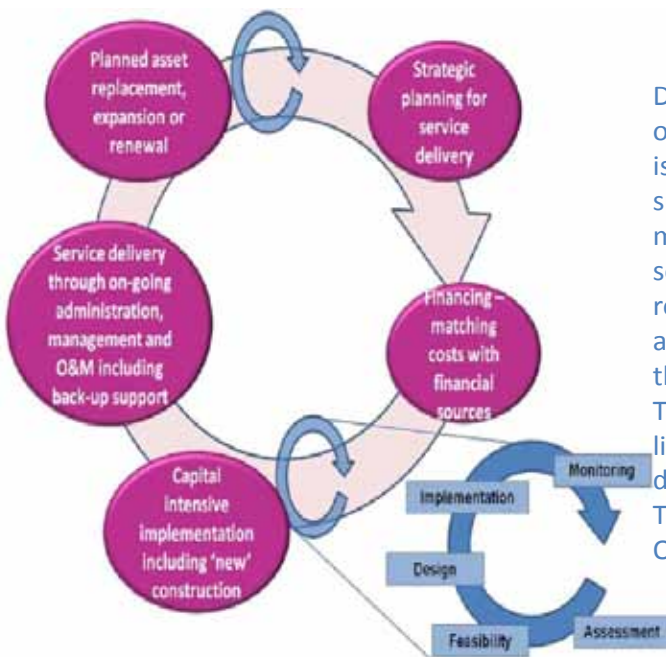 Planned asset
replacement,
expansion or
renewal
Strategic
planning for
service
delivery
Financing –
matching
costs with
financial
sources
Capital
intensive
implementation
including ‘new’
construction
Service delivery
through on-going
administration,
management and
O&M including
back-up support
Monitoring
Implementation
Design
Feasibility
Assessment